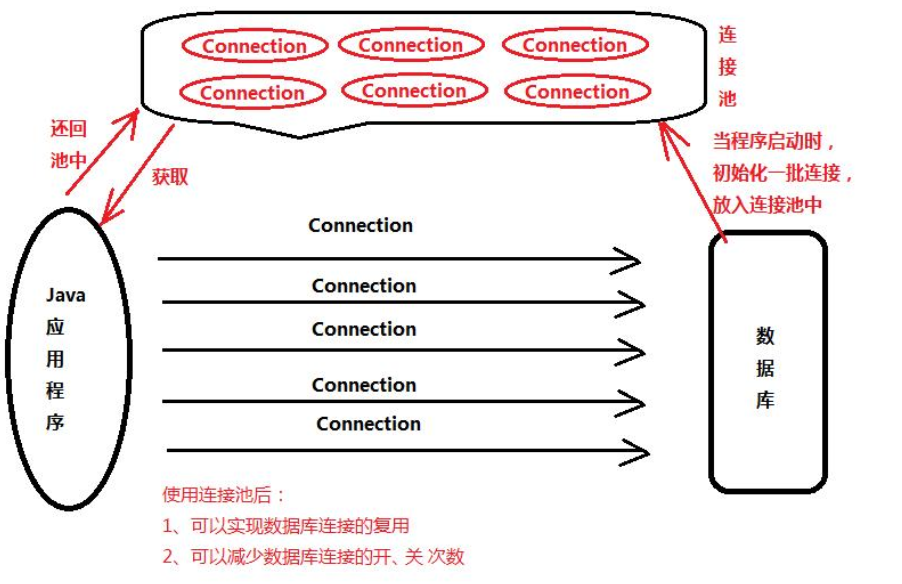 Connection Connection Connection
Connection Connection Connection
连
接
池
还回
池中
获取
当程序启动时，
初始化一批连接，
放入连接池中
Connection
Connection
Connection
Connection
Connection
Java
应
用
程
序
数
据
库
使用连接池后：
1、可以实现数据库连接的复用
2、可以减少数据库连接的开、关 次数